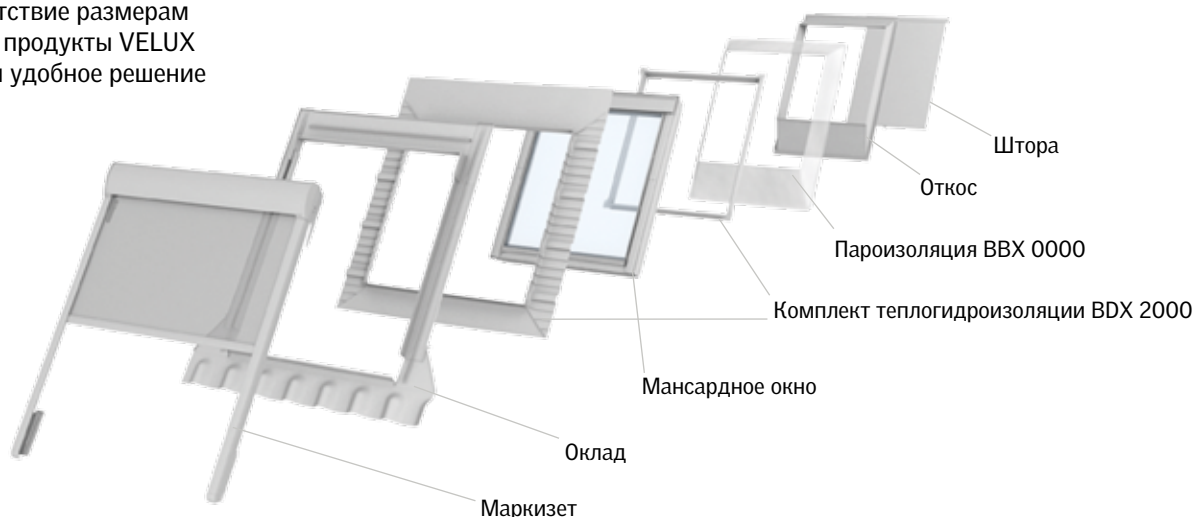 тствие размерам
продукты VELUX
удобное решение
Штора
Откос
Пароизоляция BBX 0000
Комплект теплогидроизоляции BDX 2000
Мансардное окно
Оклад
Маркизет